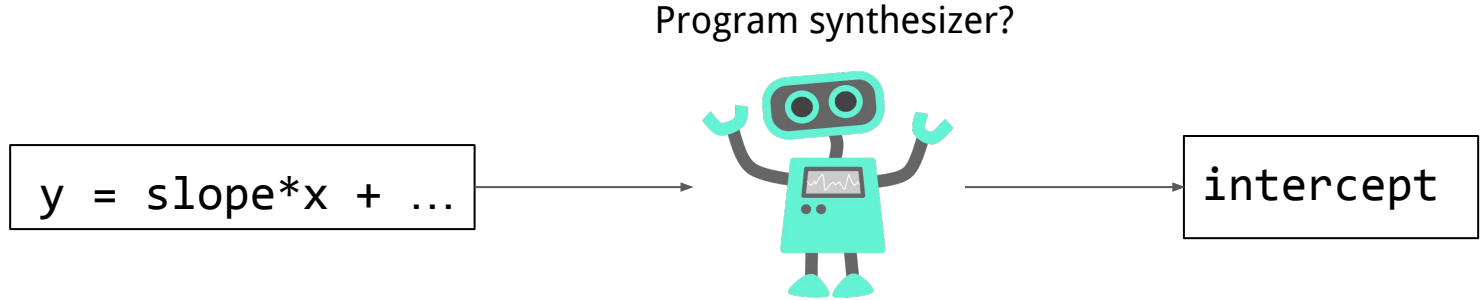 Program synthesizer?
y = slope*x + …
intercept